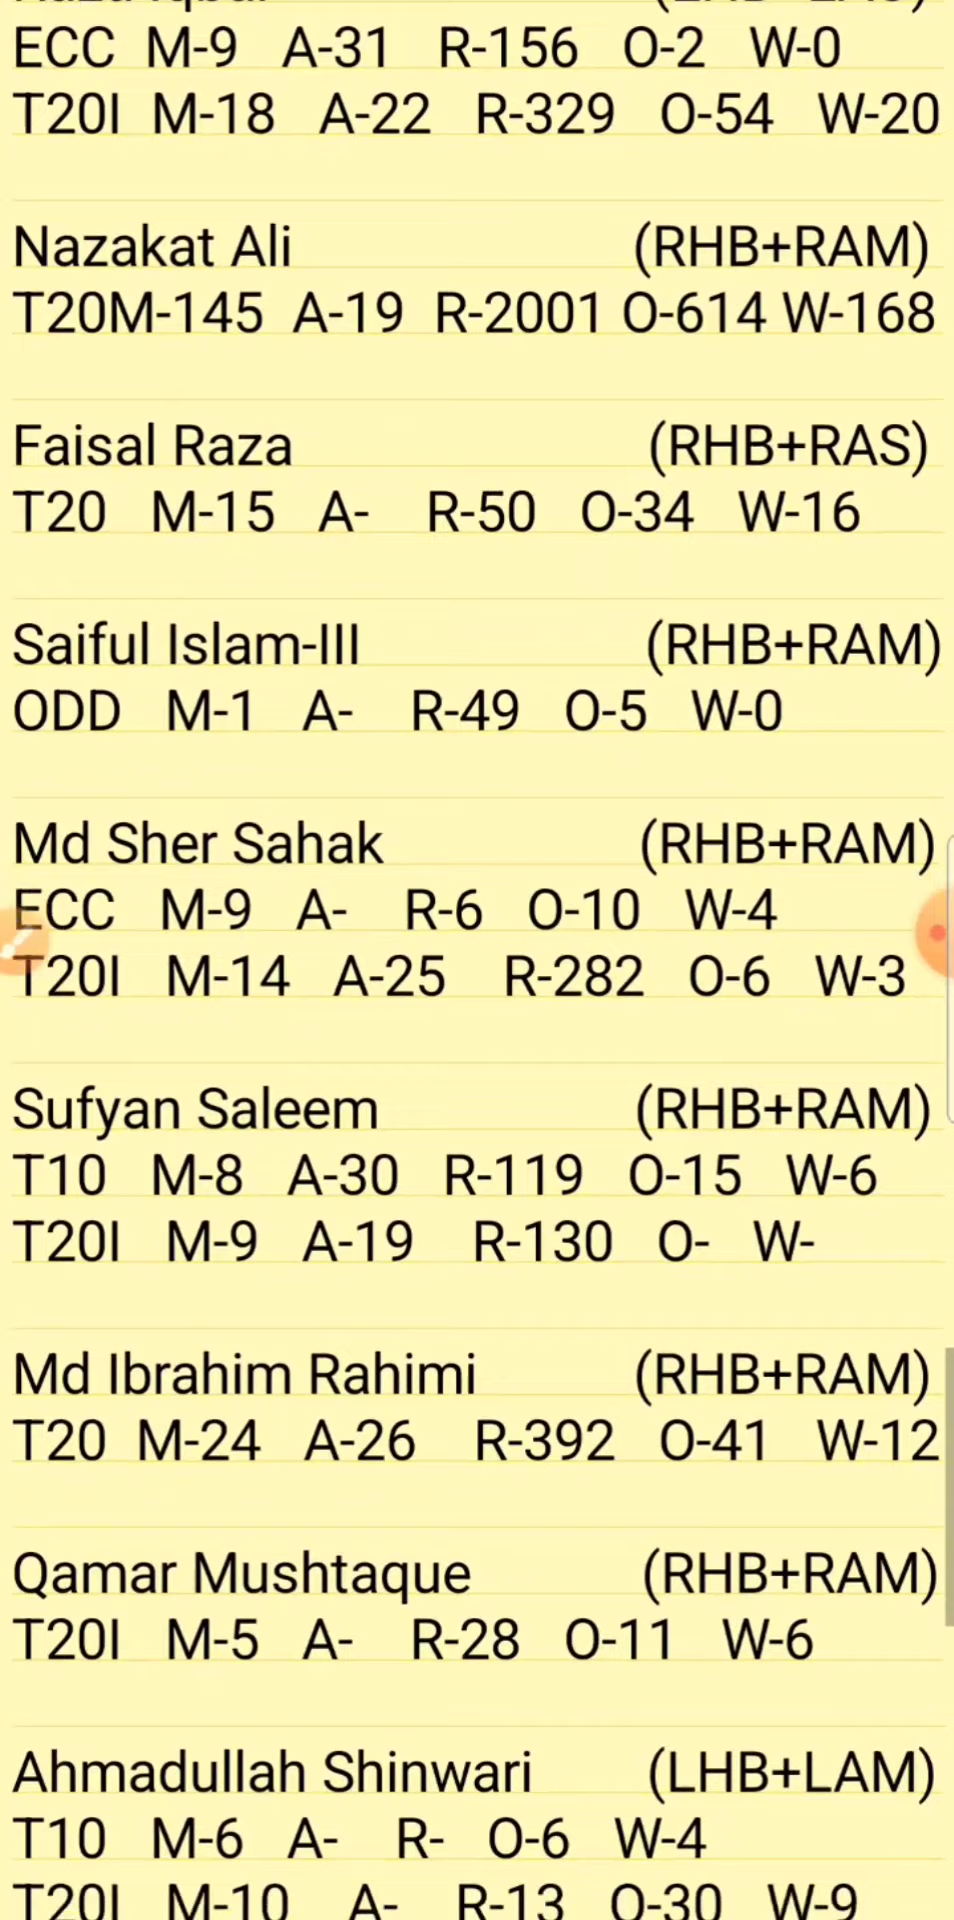 ECC M-9 A-31 R-156 O-2 W-0
T20I M-18 A-22 R-329 O-54 W-20
Nazakat Ali (RHB+RAM)
T20M-145 A-19 R-2001 O-614 W-168
Faisal Raza (RHB+RAS)
T20 M-15 A- R-50 O-34 W-16
Saiful Islam-III (RHB+RAM)
ODD M-1 A- R-49 O-5 W-0
Md Sher Sahak (RHB+RAM)
ECC M-9 A- R-6 O-10 W-4
T20I M-14 A-25 R-282 O-6 W-3
Sufyan Saleem (RHB+RAM)
T10 M-8 A-30 R-119 O-15 W-6
T20I M-9 A-19 R-130 O- W-
Md Ibrahim Rahimi (RHB+RAM)
T20 M-24 A-26 R-392 O-41 W-12
Qamar Mushtaque (RHB+RAM)
T20I M-5 A- R-28 O-11 W-6
Ahmadullah Shinwari (LHB+LAM)
T10 M-6 A- R- O-6 W-4
T20I M-10 A- R-13 O-30 W-9